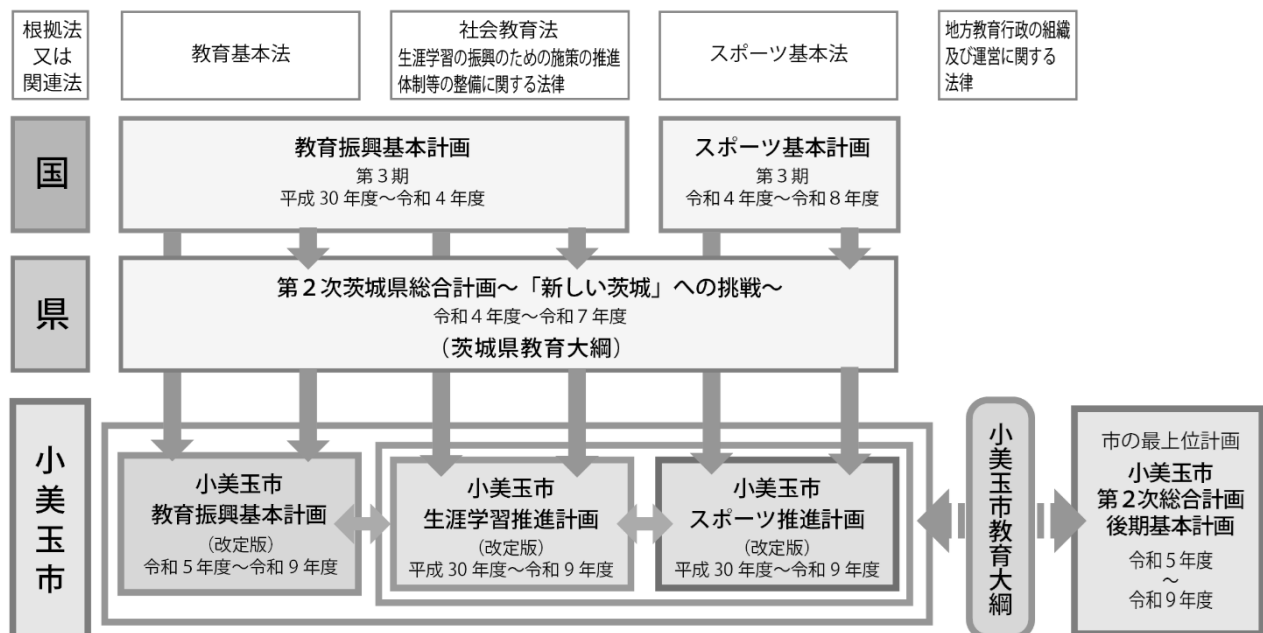 根拠法
又は
関連法
教育基本法
社会教育法
生涯学習の振興のための施策の推進
体制等の整備に関する法律
スポーツ基本法
地方教育行政の組織
及び運営に関する
法律
国
教育振興基本計画
第3期
平成30年度～令和4年度
スポーツ基本計画
第3期
令和4年度～令和8年度
県
第2次茨城県総合計画～「新しい茨城」への挑戦～
令和4年度～令和7年度
（茨城県教育大綱）
小美玉市
小美玉市
教育振興基本計画
（改定版）
令和5年度～令和9年度
小美玉市
生涯学習推進計画
（改定版）
平成30年度～令和9年度
小美玉市
スポーツ推進計画
（改定版）
平成30年度～令和9年度
小美玉市教育大綱
市の最上位計画
小美玉市
第2次総合計画
後期基本計画
令和5年度
～
令和9年度